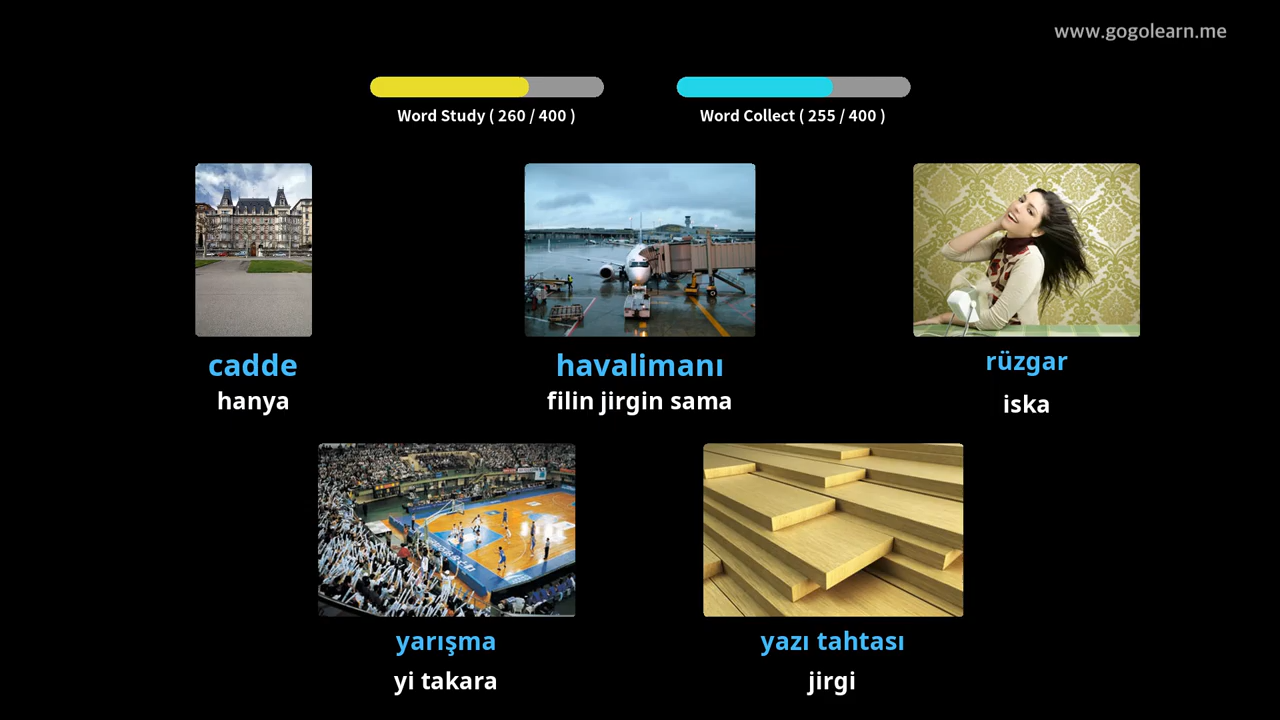 www.gogolearn.me
Word Study ( 260 / 400 )
Word Collect ( 255 / 400 )
cadde
hanya
havalimanı
filin jirgin sama
rüzgar
iska
yarışma
yi takara
yazı tahtası
jirgi